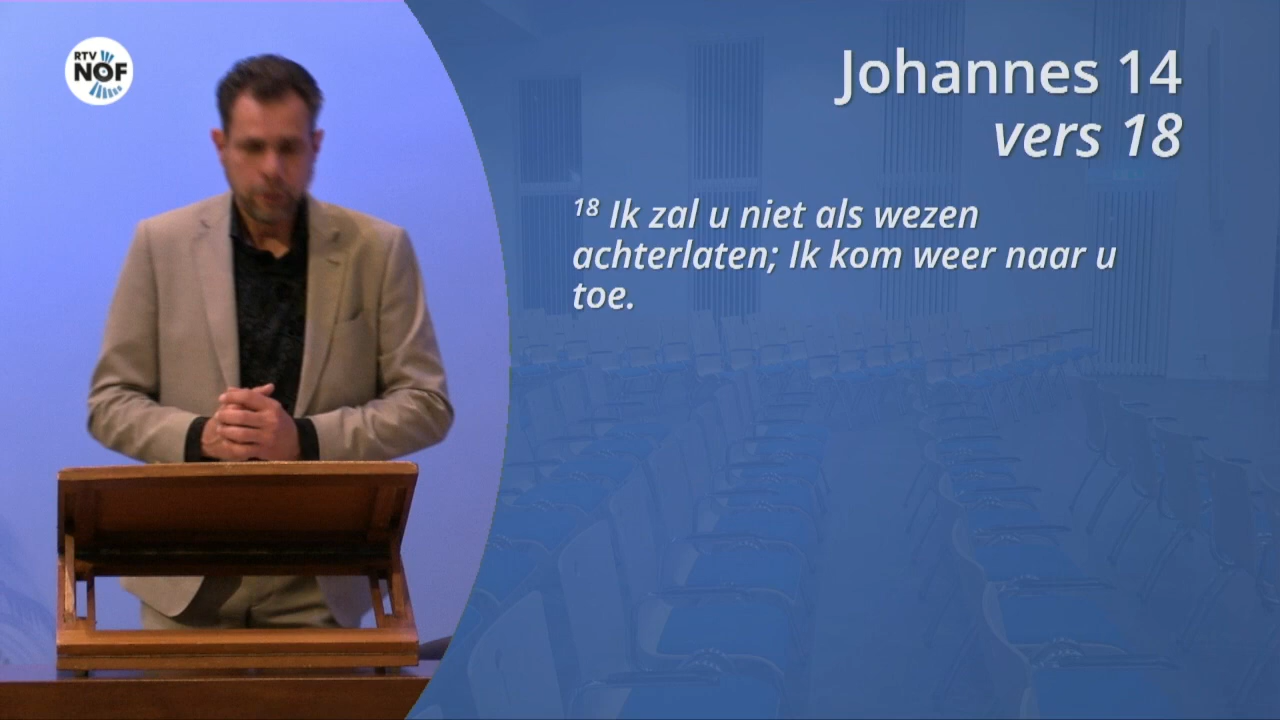 RTV
NOF
Johannes 14
vers 18
18 Ik zal u niet als wezen
achterlaten; Ik kom weer naar u
toe.